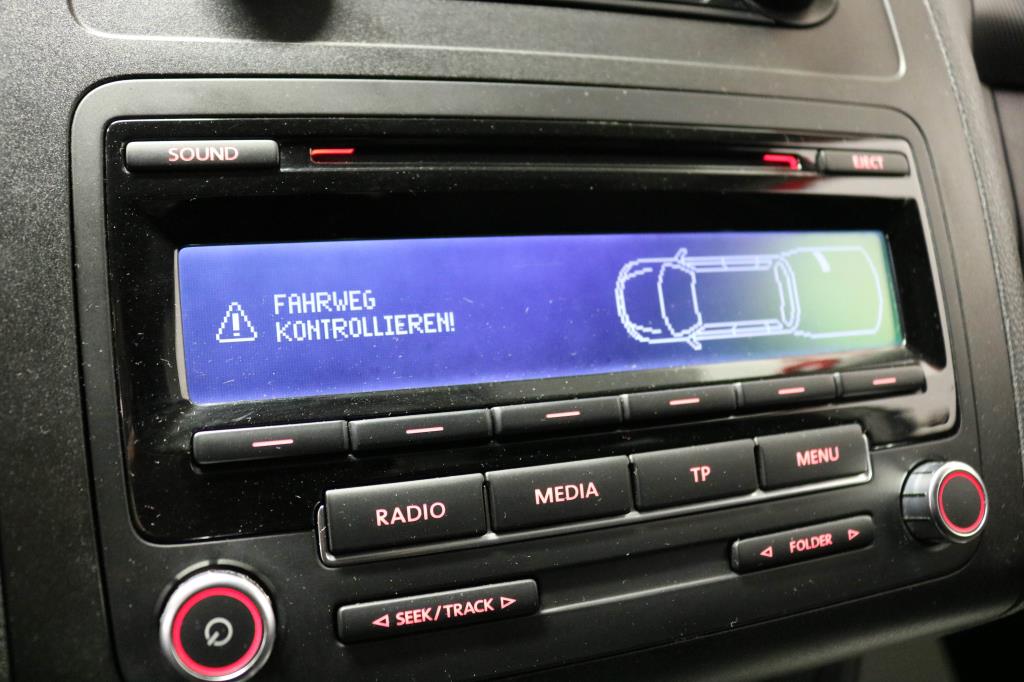 SOUND
EJECT
FAHRWEG
KONTROLLIEREN!
RADIO
MEDIA
TP
MENU
FOLDER
SEEK/TRACK